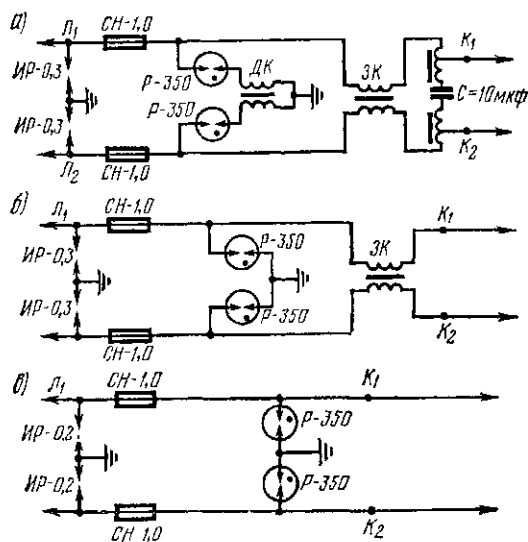 а) Л₁ СН-1,0
ИР-0,3
Р-350 ДК
ЗК
К₁
С=10мкф
ИР-0,3
Р-350
К₂
Л₂
СН-1,0
б) Л₁ СН-1,0
К₁
ИР-0,3
Р-350
ЗК
ИР-0,3
Р-350
К₂
СН-1,0
в) Л₁ СН-1,0
К₁
ИР-0,2
Р-350
ИР-0,2
Р-350
К₂
СН-1,0